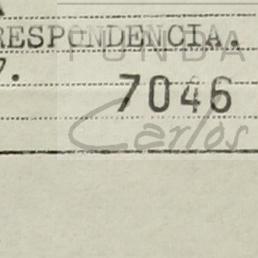 RESPONDENCIA.
FUNDA
7.
7046
Carlos